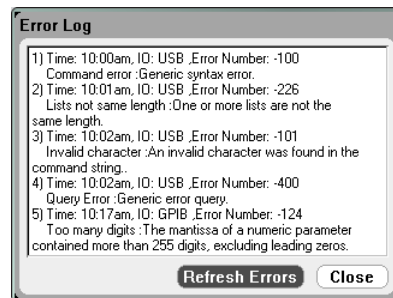 Error Log
1) Time: 10:00am, IO: USB ,Error Number: -100
Command error :Generic syntax error.
2) Time: 10:01am, IO: USB ,Error Number: -226
Lists not same length :One or more lists are not the
same length.
3) Time: 10:02am, IO: USB ,Error Number: -101
Invalid character :An invalid character was found in the
command string..
4) Time: 10:02am, IO: USB ,Error Number: -400
Query Error :Generic error query.
5) Time: 10:17am, IO: GPIB ,Error Number: -124
Too many digits :The mantissa of a numeric parameter
contained more than 255 digits, excluding leading zeros.
Refresh Errors Close